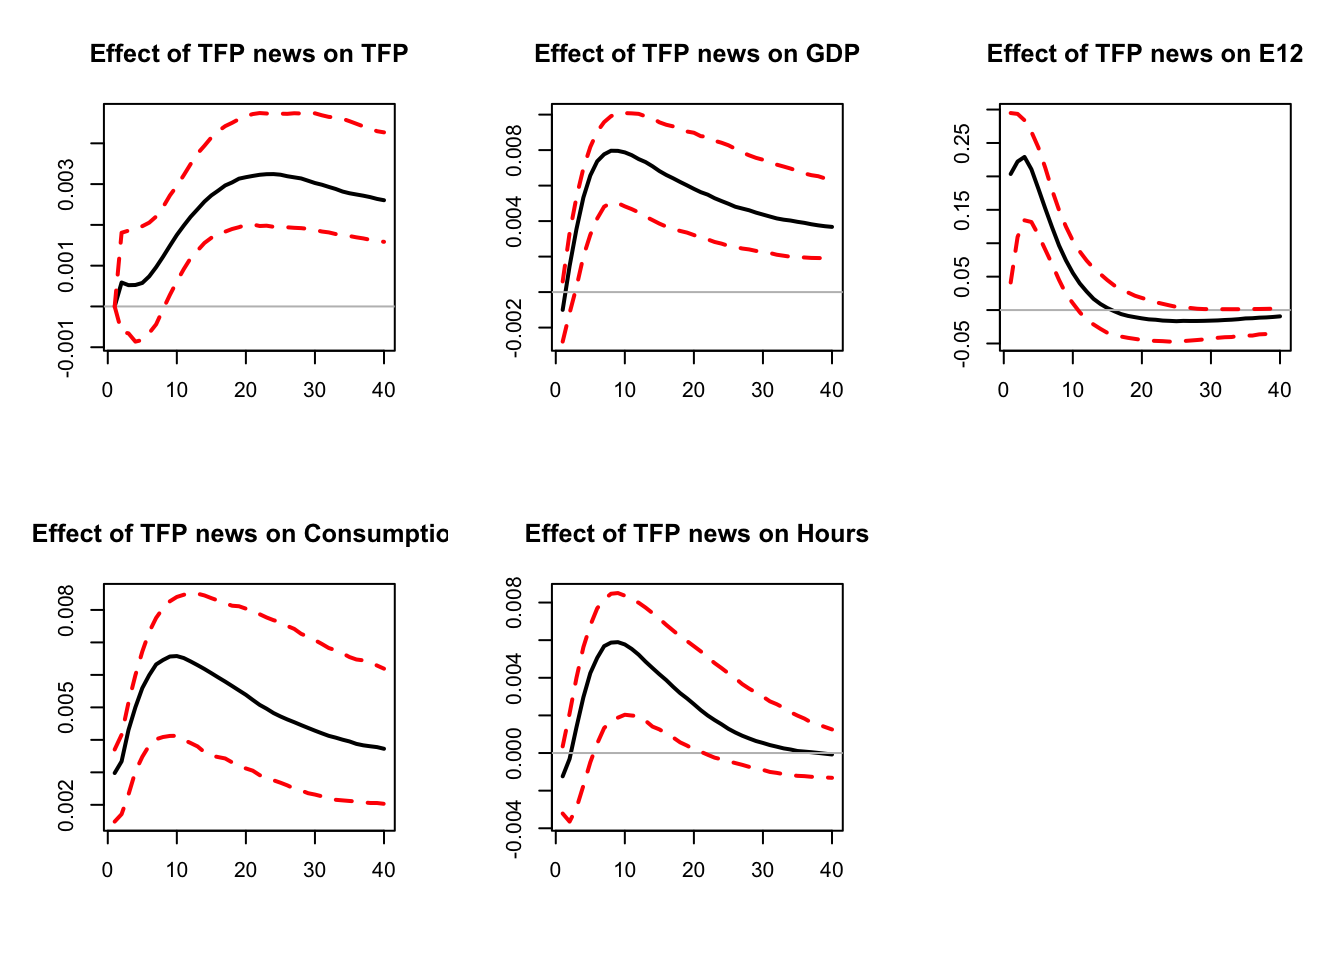 Effect of TFP news on TFP
-0.001 0.001 0.003
0 10 20 30 40
Effect of TFP news on GDP
-0.002 0.004 0.008
0 10 20 30 40
Effect of TFP news on E12
-0.05 0.05 0.15 0.25
0 10 20 30 40
Effect of TFP news on Consumptio
0.002 0.005 0.008
0 10 20 30 40
Effect of TFP news on Hours
-0.004 0.000 0.004 0.008
0 10 20 30 40